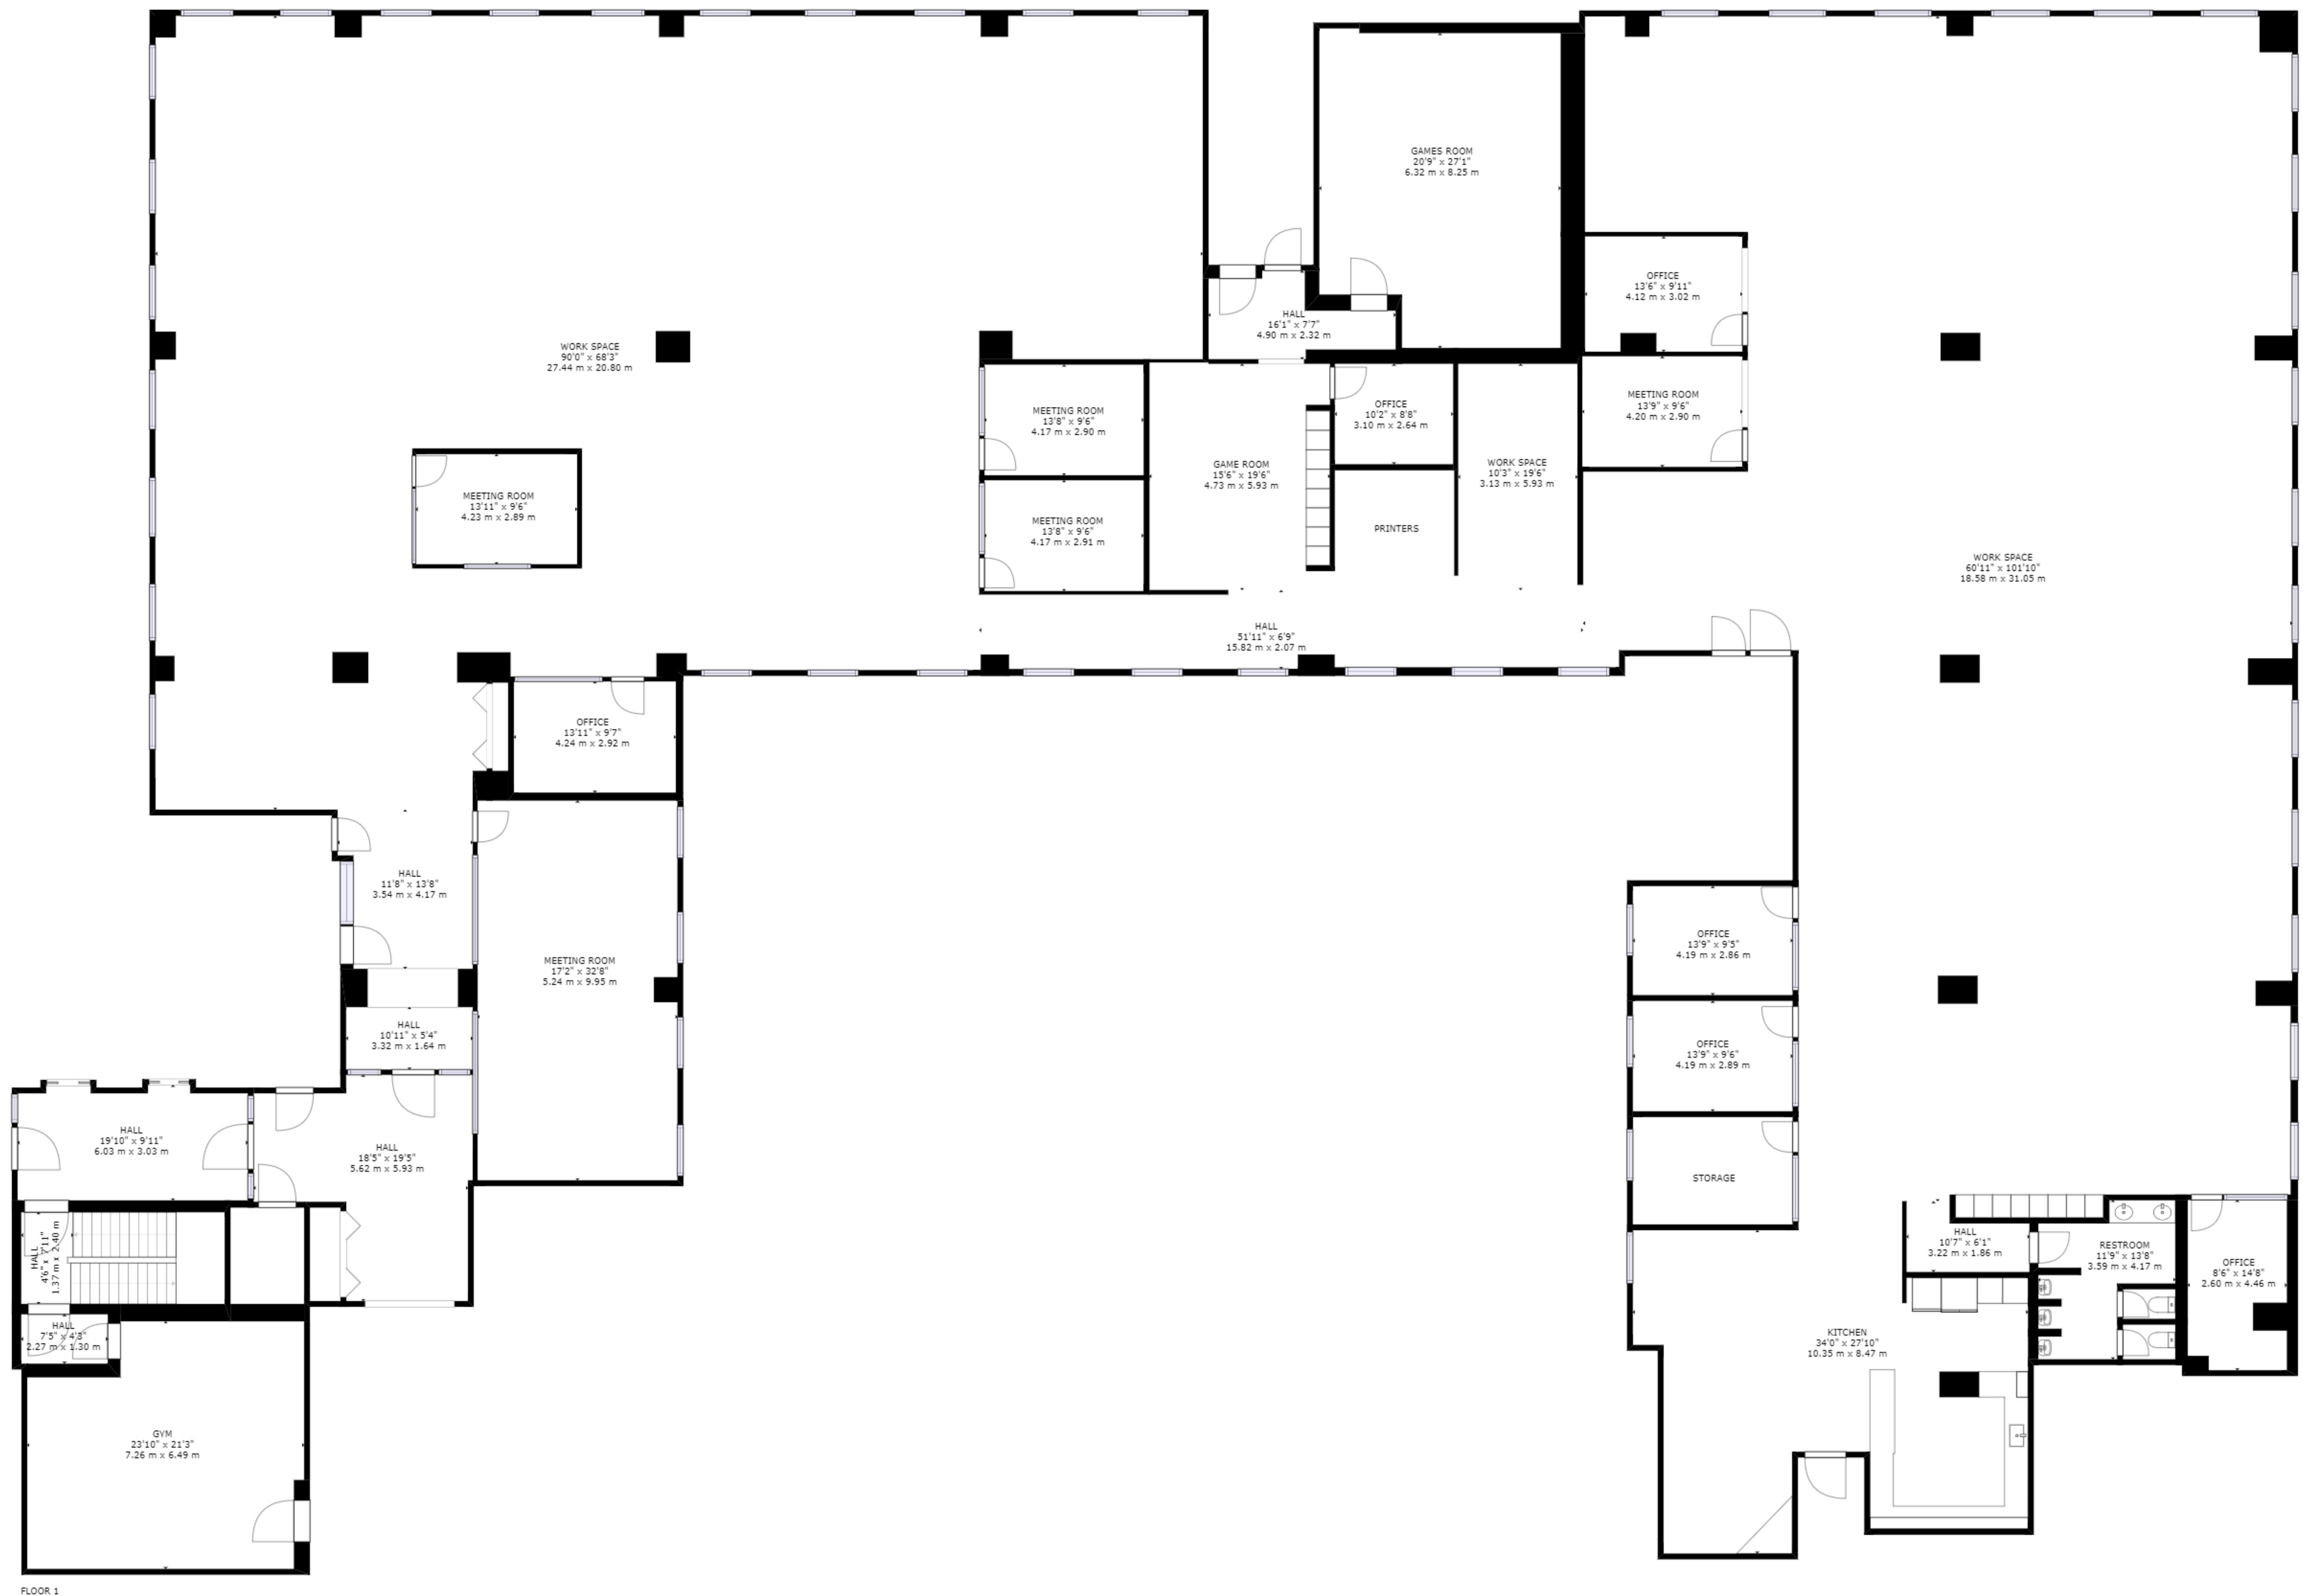 GAMES ROOM
20'9" x 27'1"
6.32 m x 8.25 m
OFFICE
13'6" x 9'11"
4.12 m x 3.02 m
HALL
16'1" x 7'7"
4.90 m x 2.32 m
WORK SPACE
90'0" x 68'3"
27.44 m x 20.80 m
MEETING ROOM
13'8" x 9'6"
4.17 m x 2.90 m
OFFICE
10'2" x 8'8"
3.10 m x 2.64 m
MEETING ROOM
13'9" x 9'6"
4.20 m x 2.90 m
GAME ROOM
15'6" x 19'6"
4.73 m x 5.93 m
WORK SPACE
10'3" x 19'6"
3.13 m x 5.93 m
MEETING ROOM
13'11" x 9'6"
4.23 m x 2.89 m
MEETING ROOM
13'8" x 9'6"
4.17 m x 2.91 m
PRINTERS
WORK SPACE
60'11" x 101'10"
18.58 m x 31.05 m
HALL
51'11" x 6'9"
15.82 m x 2.07 m
OFFICE
13'11" x 9'7"
4.24 m x 2.92 m
HALL
11'8" x 13'8"
3.54 m x 4.17 m
OFFICE
13'9" x 9'5"
4.19 m x 2.86 m
MEETING ROOM
17'2" x 32'8"
5.24 m x 9.95 m
HALL
10'11" x 5'4"
3.32 m x 1.64 m
OFFICE
13'9" x 9'6"
4.19 m x 2.89 m
HALL
19'10" x 9'11"
6.03 m x 3.03 m
HALL
18'5" x 19'5"
5.62 m x 5.93 m
STORAGE
HALL
10'7" x 6'1"
3.22 m x 1.86 m
RESTROOM
11'9" x 13'8"
3.59 m x 4.17 m
OFFICE
8'6" x 14'8"
2.60 m x 4.46 m
HALL
4'6" x 7'11"
1.37 m x 2.40 m
HALL
7'5" x 4'3"
2.27 m x 1.30 m
KITCHEN
34'0" x 27'10"
10.35 m x 8.47 m
GYM
23'10" x 21'3"
7.26 m x 6.49 m
FLOOR 1